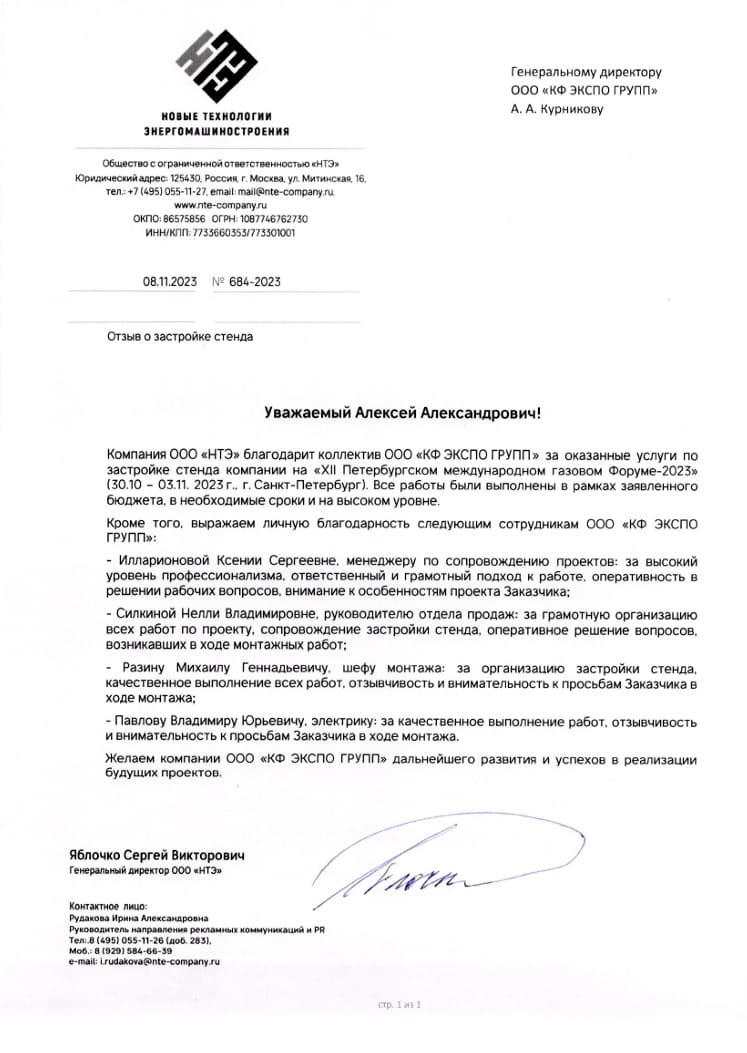 НТЭ
НОВЫЕ ТЕХНОЛОГИИ
ЭНЕРГОМАШИНОСТРОЕНИЯ
Общество с ограниченной ответственностью «НТЭ»
Юридический адрес: 125430, Россия, г. Москва, ул. Митинская, 16,
тел.: +7 (495) 055-11-27, email: mail@nte-company.ru,
www.nte-company.ru
ОКПО: 86575856 ОГРН: 1087746762730
ИНН/КПП: 7733660353/773301001
Генеральному директору
ООО «КФ ЭКСПО ГРУПП»
А. А. Курникову
08.11.2023 № 684-2023
Отзыв о застройке стенда
Уважаемый Алексей Александрович!
Компания ООО «НТЭ» благодарит коллектив ООО «КФ ЭКСПО ГРУПП» за оказанные услуги по
застройке стенда компании на «XII Петербургском международном газовом Форуме-2023»
(30.10 – 03.11. 2023 г., г. Санкт-Петербург). Все работы были выполнены в рамках заявленного
бюджета, в необходимые сроки и на высоком уровне.
Кроме того, выражаем личную благодарность следующим сотрудникам ООО «КФ ЭКСПО
ГРУПП»:
- Илларионовой Ксении Сергеевне, менеджеру по сопровождению проектов: за высокий
уровень профессионализма, ответственный и грамотный подход к работе, оперативность в
решении рабочих вопросов, внимание к особенностям проекта Заказчика;
- Силкиной Нелли Владимировне, руководителю отдела продаж: за грамотную организацию
всех работ по проекту, сопровождение застройки стенда, оперативное решение вопросов,
возникавших в ходе монтажных работ;
- Разину Михаилу Геннадьевичу, шефу монтажа: за организацию застройки стенда,
качественное выполнение всех работ, отзывчивость и внимательность к просьбам Заказчика в
ходе монтажа;
- Павлову Владимиру Юрьевичу, электрику: за качественное выполнение работ, отзывчивость
и внимательность к просьбам Заказчика в ходе монтажа.
Желаем компании ООО «КФ ЭКСПО ГРУПП» дальнейшего развития и успехов в реализации
будущих проектов.
Яблочко Сергей Викторович
Генеральный директор ООО «НТЭ»
Контактное лицо:
Рудакова Ирина Александровна
Руководитель направления рекламных коммуникаций и PR
Тел.:8 (495) 055-11-26 (доб. 283),
Моб.: 8 (929) 584-66-39
e-mail: i.rudakova@nte-company.ru
стр. 1 из 1